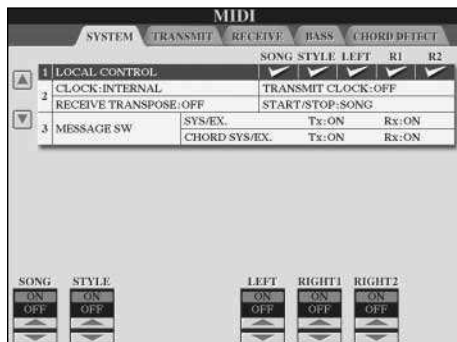 MIDI
SYSTEM TRANSMIT RECEIVE BASS CHORD DETECT
SONG STYLE LEFT R1 R2
1 LOCAL CONTROL
2 CLOCK:INTERNAL TRANSMIT CLOCK:OFF
RECEIVE TRANSPOSE:OFF START/STOP:SONG
3 MESSAGE SW SYS/EX. Tx:ON Rx:ON
CHORD SYS/EX. Tx:ON Rx:ON
SONG STYLE LEFT RIGHT1 RIGHT2
ON ON ON ON ON
OFF OFF OFF OFF OFF